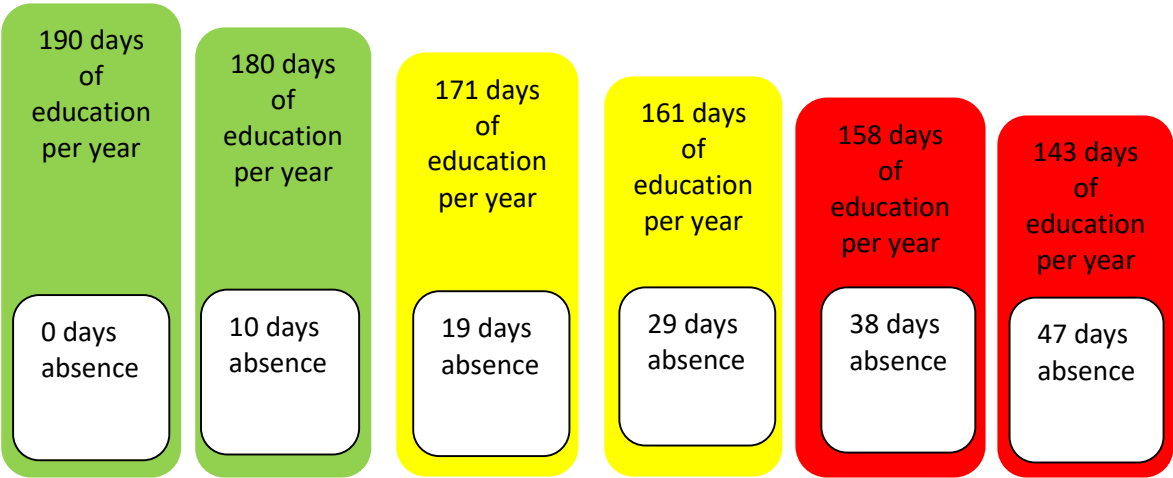 190 days
of
education
per year
0 days
absence
180 days
of
education
per year
10 days
absence
171 days
of
education
per year
19 days
absence
161 days
of
education
per year
29 days
absence
158 days
of
education
per year
38 days
absence
143 days
of
education
per year
47 days
absence